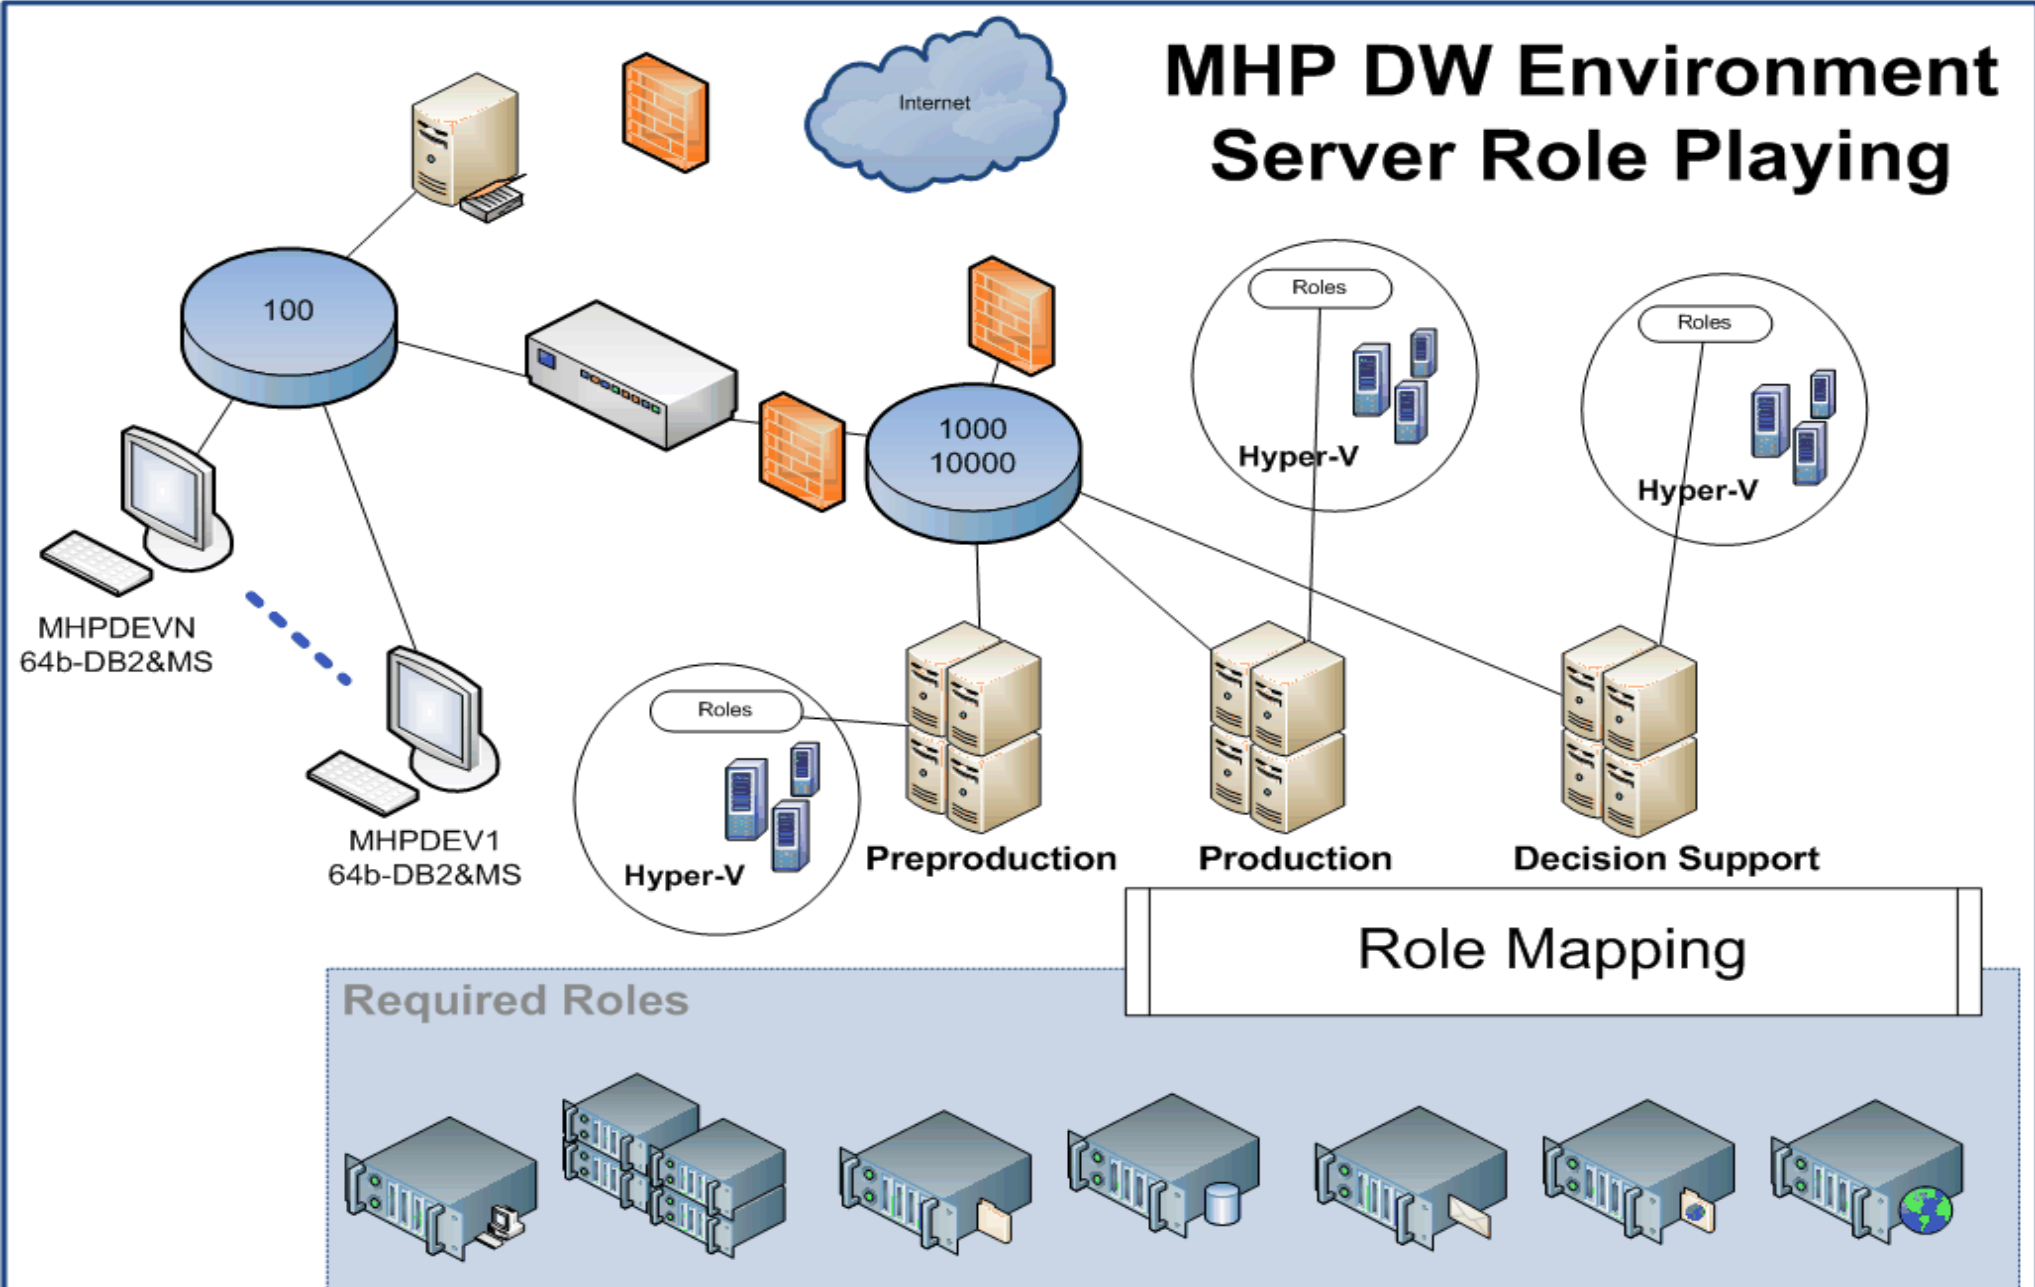 MHP DW Environment
Server Role Playing
Internet
100
1000
10000
Roles
Hyper-V
Roles
Hyper-V
MHPDEVN
64b-DB2&MS
MHPDEV1
64b-DB2&MS
Roles
Hyper-V
Preproduction
Production
Decision Support
Role Mapping
Required Roles